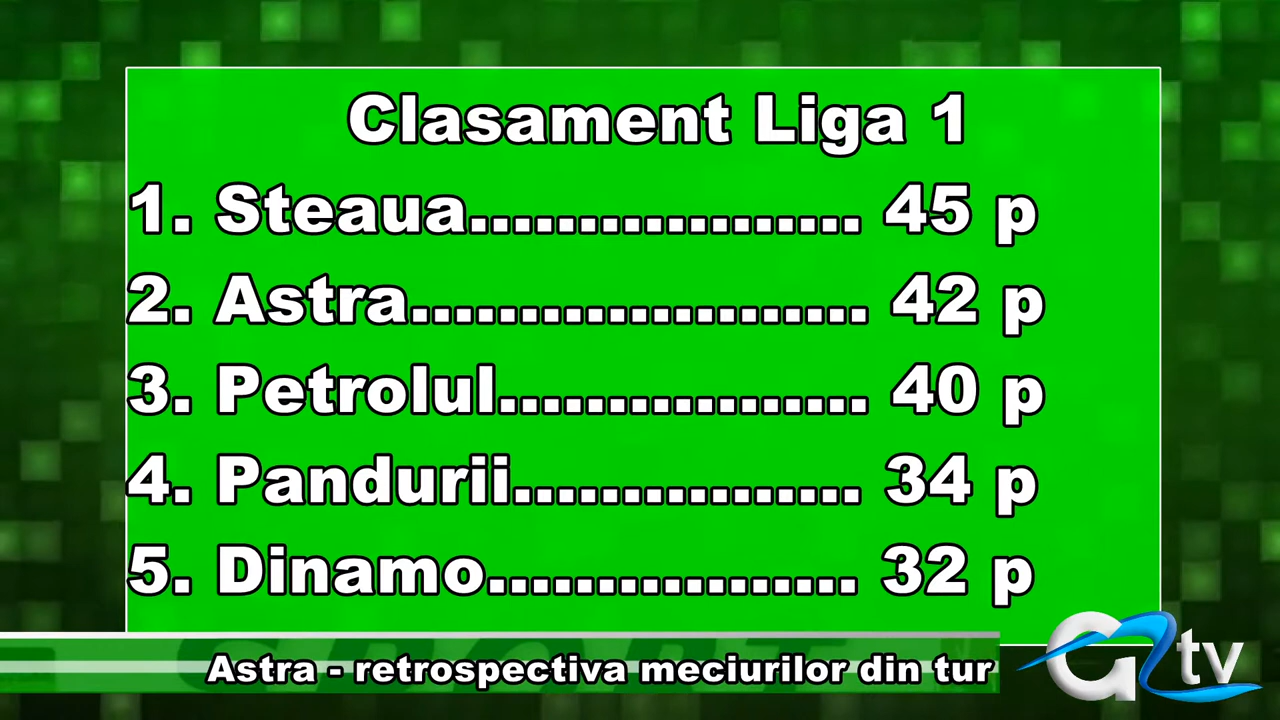 Clasament Liga 1
1. Steaua.................. 45 p
2. Astra..................... 42 p
3. Petrolul................. 40 p
4. Pandurii................ 34 p
5. Dinamo................. 32 p
Astra - retrospectiva meciurilor din tur
tv